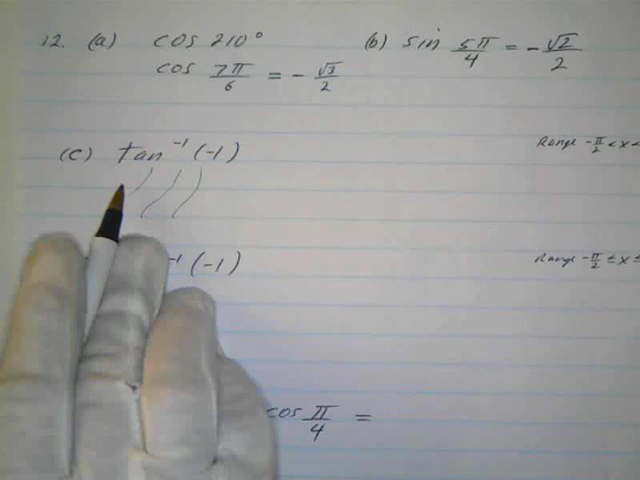 12. (a) cos 210° (b) sin 5π/4 = -√2/2
cos 7π/6 = -√3/2
(c) tan⁻¹ (-1) Range -π/2 < x <
⁻¹ (-1) Range -π/2 ≤ x ≤
cos π/4 =